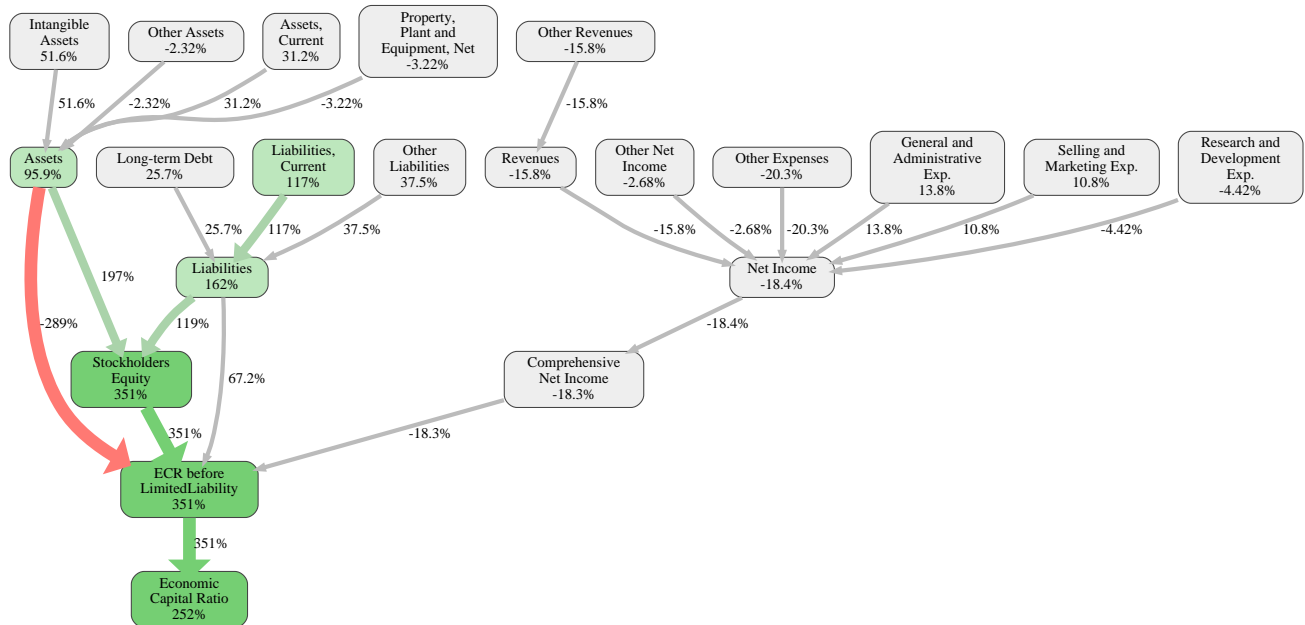 Intangible
Assets
51.6%
Other Assets
-2.32%
Assets,
Current
31.2%
Property,
Plant and
Equipment, Net
-3.22%
Other Revenues
-15.8%
51.6%
-2.32%
31.2%
-3.22%
-15.8%
Assets
95.9%
Long-term Debt
25.7%
Liabilities,
Current
117%
Other
Liabilities
37.5%
Revenues
-15.8%
Other Net
Income
-2.68%
Other Expenses
-20.3%
General and
Administrative
Exp.
13.8%
Selling and
Marketing Exp.
10.8%
Research and
Development
Exp.
-4.42%
25.7%
117%
37.5%
-15.8%
-2.68%
-20.3%
13.8%
10.8%
-4.42%
197%
Liabilities
162%
Net Income
-18.4%
-289%
119%
-18.4%
Stockholders
Equity
351%
67.2%
Comprehensive
Net Income
-18.3%
351%
-18.3%
ECR before
LimitedLiability
351%
351%
Economic
Capital Ratio
252%